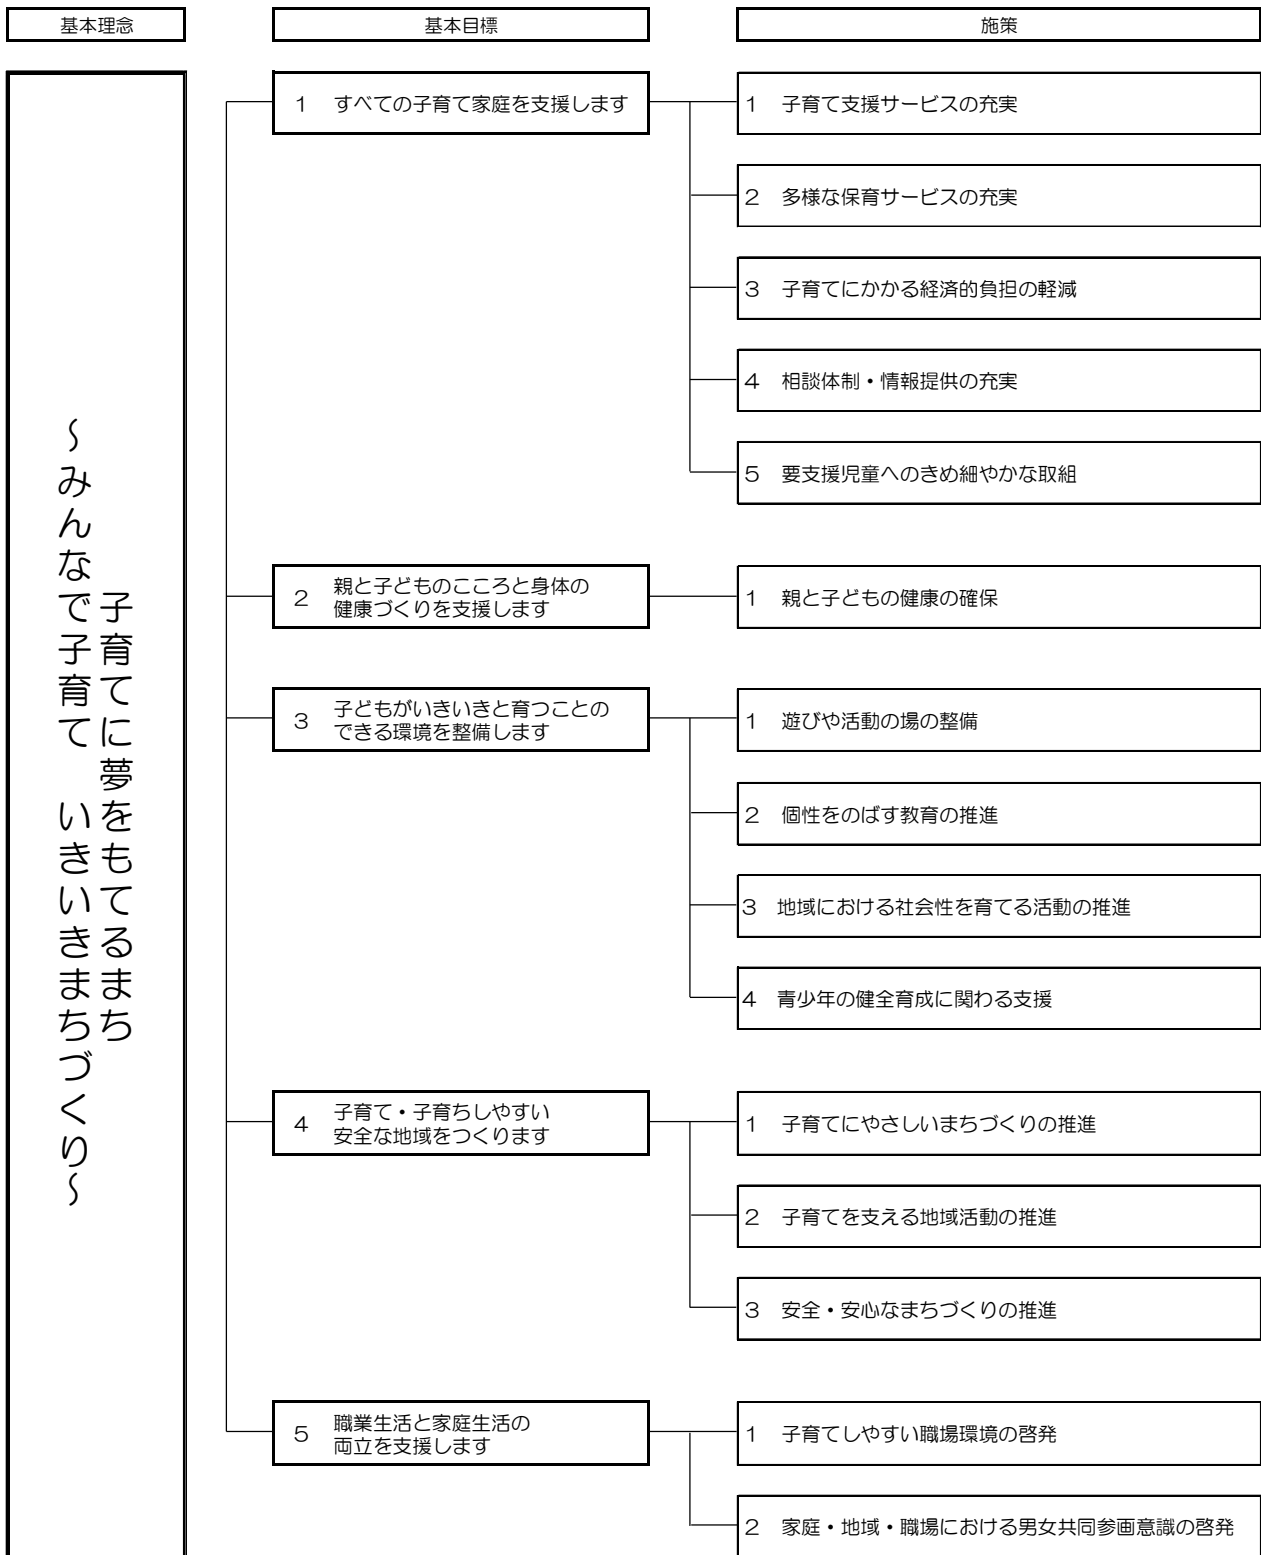 基本理念
基本目標
施策
子育てに夢をもてるまち
～みんなで子育て　いきいきまちづくり～
1　すべての子育て家庭を支援します
1　子育て支援サービスの充実
2　多様な保育サービスの充実
3　子育てにかかる経済的負担の軽減
4　相談体制・情報提供の充実
5　要支援児童へのきめ細やかな取組
2　親と子どものこころと身体の
健康づくりを支援します
1　親と子どもの健康の確保
3　子どもがいきいきと育つことの
できる環境を整備します
1　遊びや活動の場の整備
2　個性をのばす教育の推進
3　地域における社会性を育てる活動の推進
4　青少年の健全育成に関わる支援
4　子育て・子育ちしやすい
安全な地域をつくります
1　子育てにやさしいまちづくりの推進
2　子育てを支える地域活動の推進
3　安全・安心なまちづくりの推進
5　職業生活と家庭生活の
両立を支援します
1　子育てしやすい職場環境の啓発
2　家庭・地域・職場における男女共同参画意識の啓発